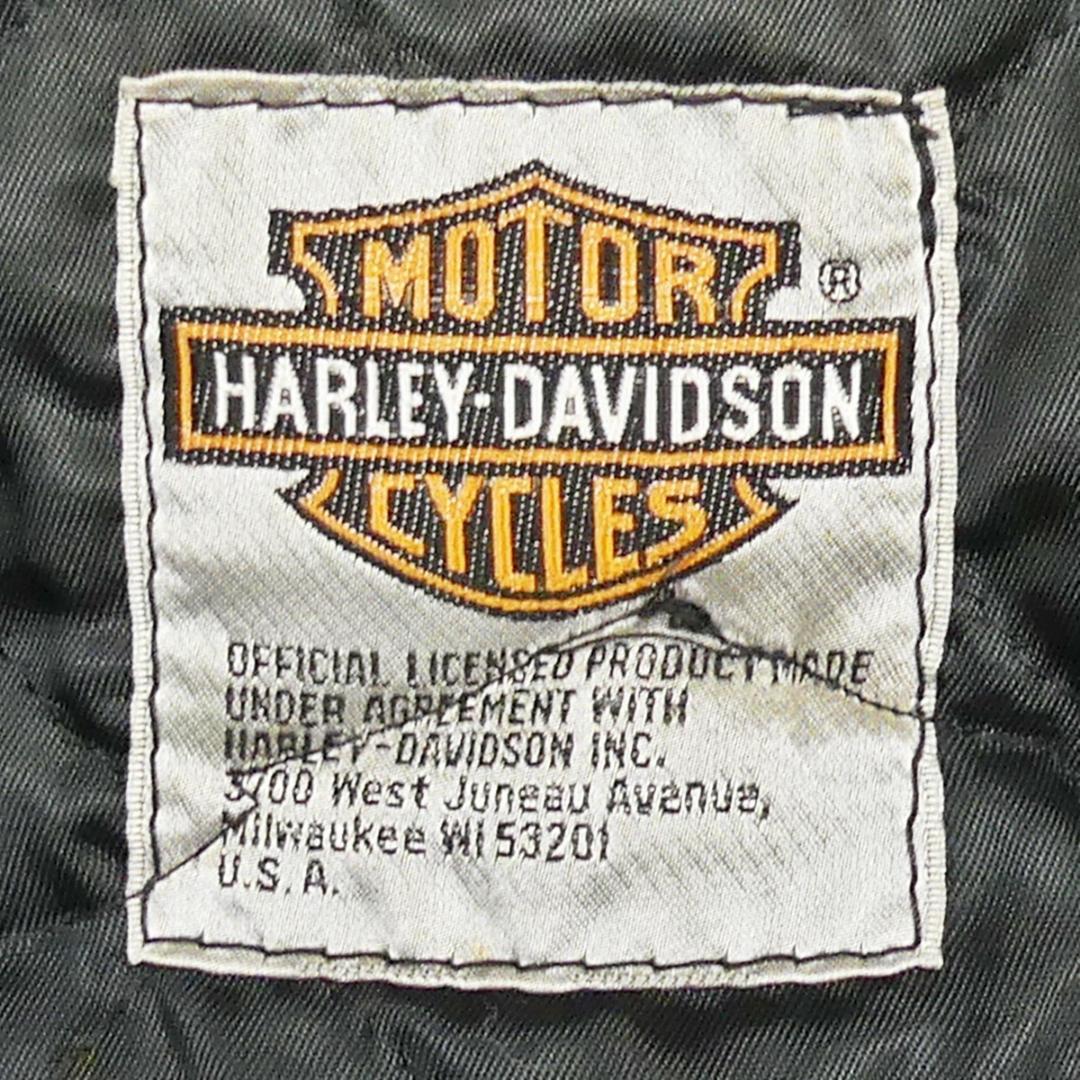 MOTOR
®
HARLEY-DAVIDSON
CYCLES
OFFICIAL LICENSED PRODUCT MADE
UNDER AGREEMENT WITH
HARLEY-DAVIDSON INC.
3700 West Juneau Avenue,
Milwaukee WI 53201
U.S.A.